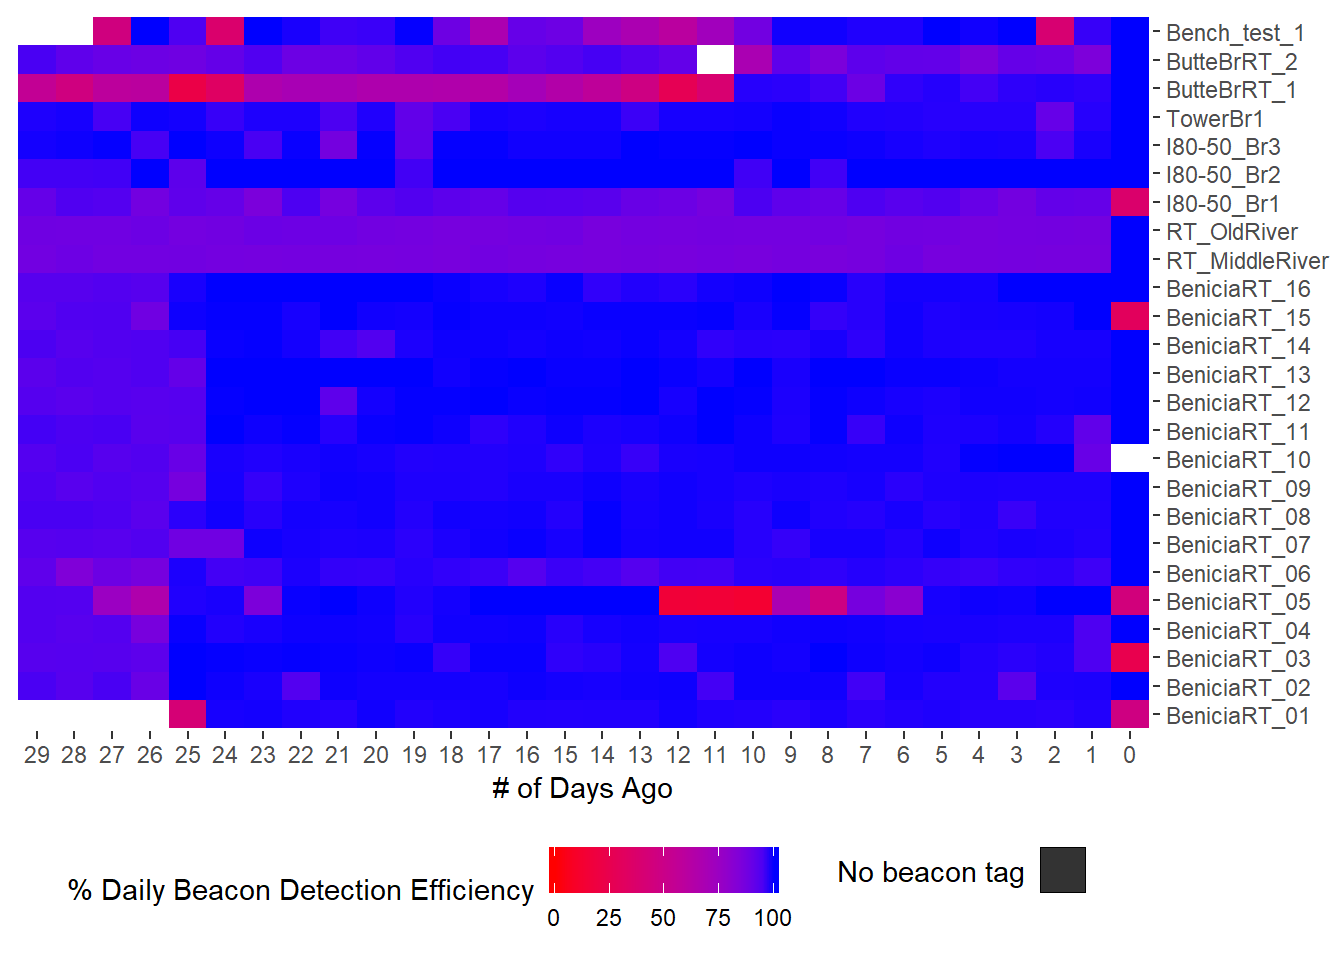 Bench_test_1
ButteBrRT_2
ButteBrRT_1
TowerBr1
I80-50_Br3
I80-50_Br2
I80-50_Br1
RT_OldRiver
RT_MiddleRiver
BeniciaRT_16
BeniciaRT_15
BeniciaRT_14
BeniciaRT_13
BeniciaRT_12
BeniciaRT_11
BeniciaRT_10
BeniciaRT_09
BeniciaRT_08
BeniciaRT_07
BeniciaRT_06
BeniciaRT_05
BeniciaRT_04
BeniciaRT_03
BeniciaRT_02
BeniciaRT_01
29 28 27 26 25 24 23 22 21 20 19 18 17 16 15 14 13 12 11 10 9 8 7 6 5 4 3 2 1 0
# of Days Ago
% Daily Beacon Detection Efficiency
0 25 50 75 100
No beacon tag